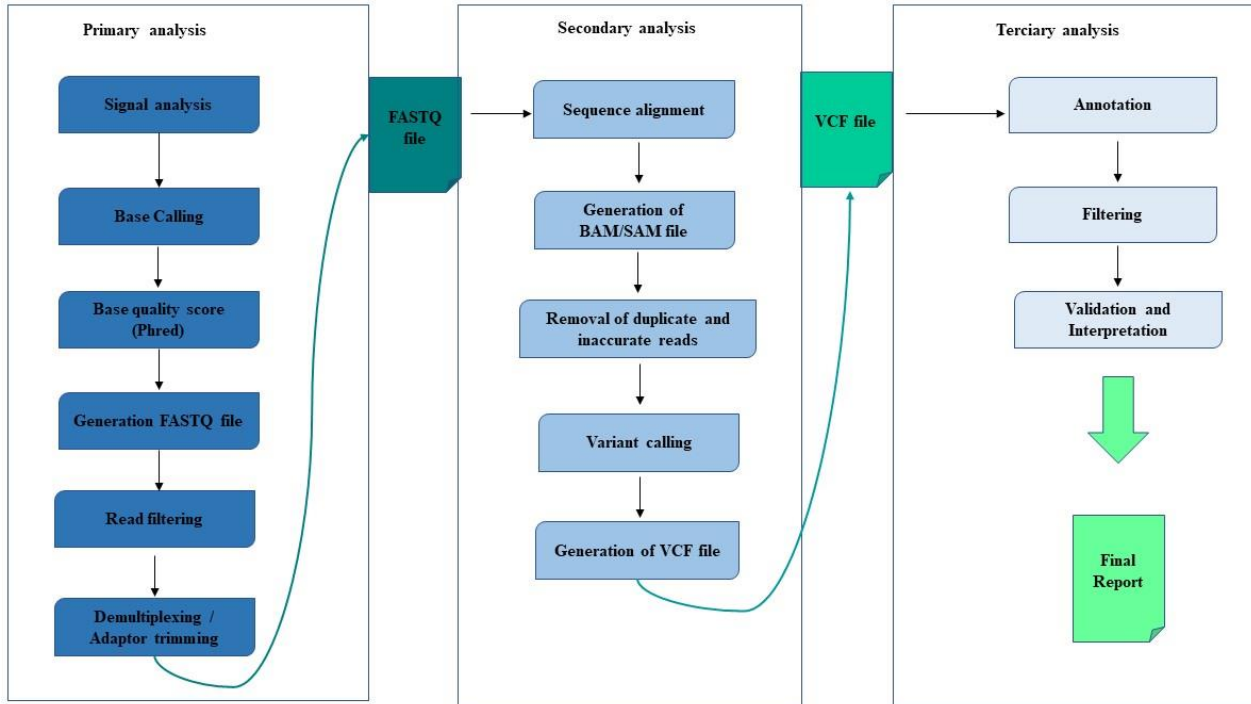 Primary analysis
Signal analysis
Base Calling
Base quality score
(Phred)
Generation FASTQ file
Read filtering
Demultiplexing /
Adaptor trimming
FASTQ
file
Secondary analysis
Sequence alignment
Generation of
BAM/SAM file
Removal of duplicate and
inaccurate reads
Variant calling
Generation of VCF file
VCF file
Terciary analysis
Annotation
Filtering
Validation and
Interpretation
Final
Report